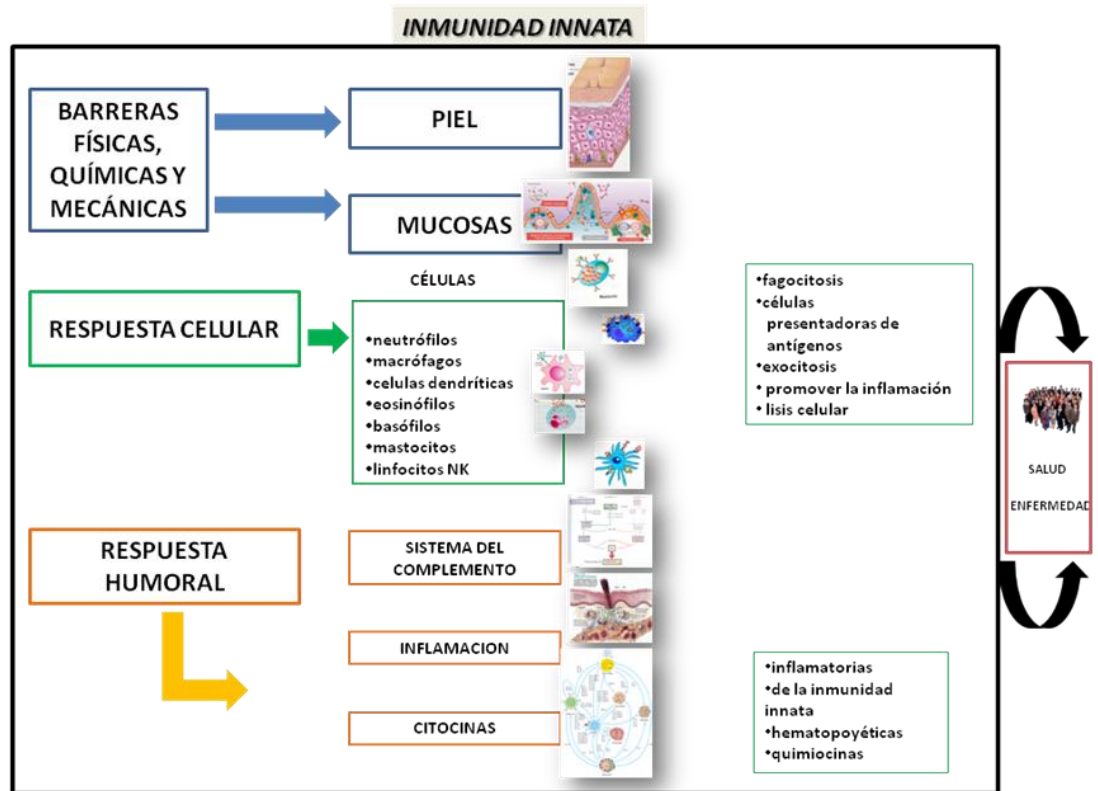 INMUNIDAD INNATA
BARRERAS
FÍSICAS,
QUÍMICAS Y
MECÁNICAS
PIEL
MUCOSAS
RESPUESTA CELULAR
CÉLULAS
•neutrófilos
•macrófagos
•celulas dendríticas
•eosinófilos
•basófilos
•mastocitos
•linfocitos NK
•fagocitosis
•células
presentadoras de
antígenos
•exocitosis
• promover la inflamación
• lisis celular
SALUD
ENFERMEDAD
RESPUESTA
HUMORAL
SISTEMA DEL
COMPLEMENTO
INFLAMACION
CITOCINAS
•inflamatorias
•de la inmunidad
innata
•hematopoyéticas
•quimiocinas